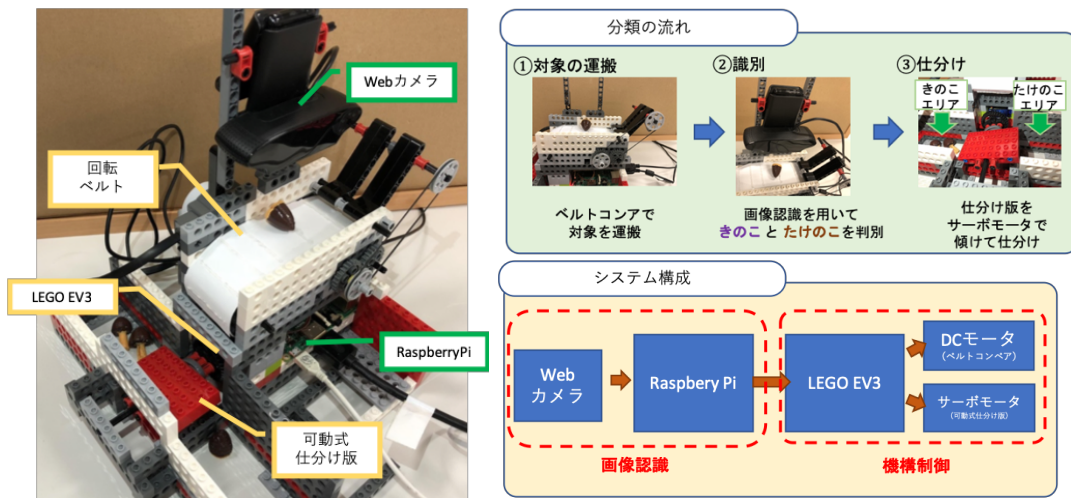 Webカメラ
回転
ベルト
LEGO EV3
RaspberryPi
可動式
仕分け版
分類の流れ
①対象の運搬
②識別
③仕分け
きのこ
エリア
たけのこ
エリア
ベルトコンアで
対象を運搬
画像認識を用いて
きのこ と たけのこを判別
仕分け版を
サーボモータで
傾けて仕分け
システム構成
Web
カメラ
Raspbery Pi
LEGO EV3
DCモータ
(ベルトコンベア)
サーボモータ
(可動式仕分け版)
画像認識
機構制御